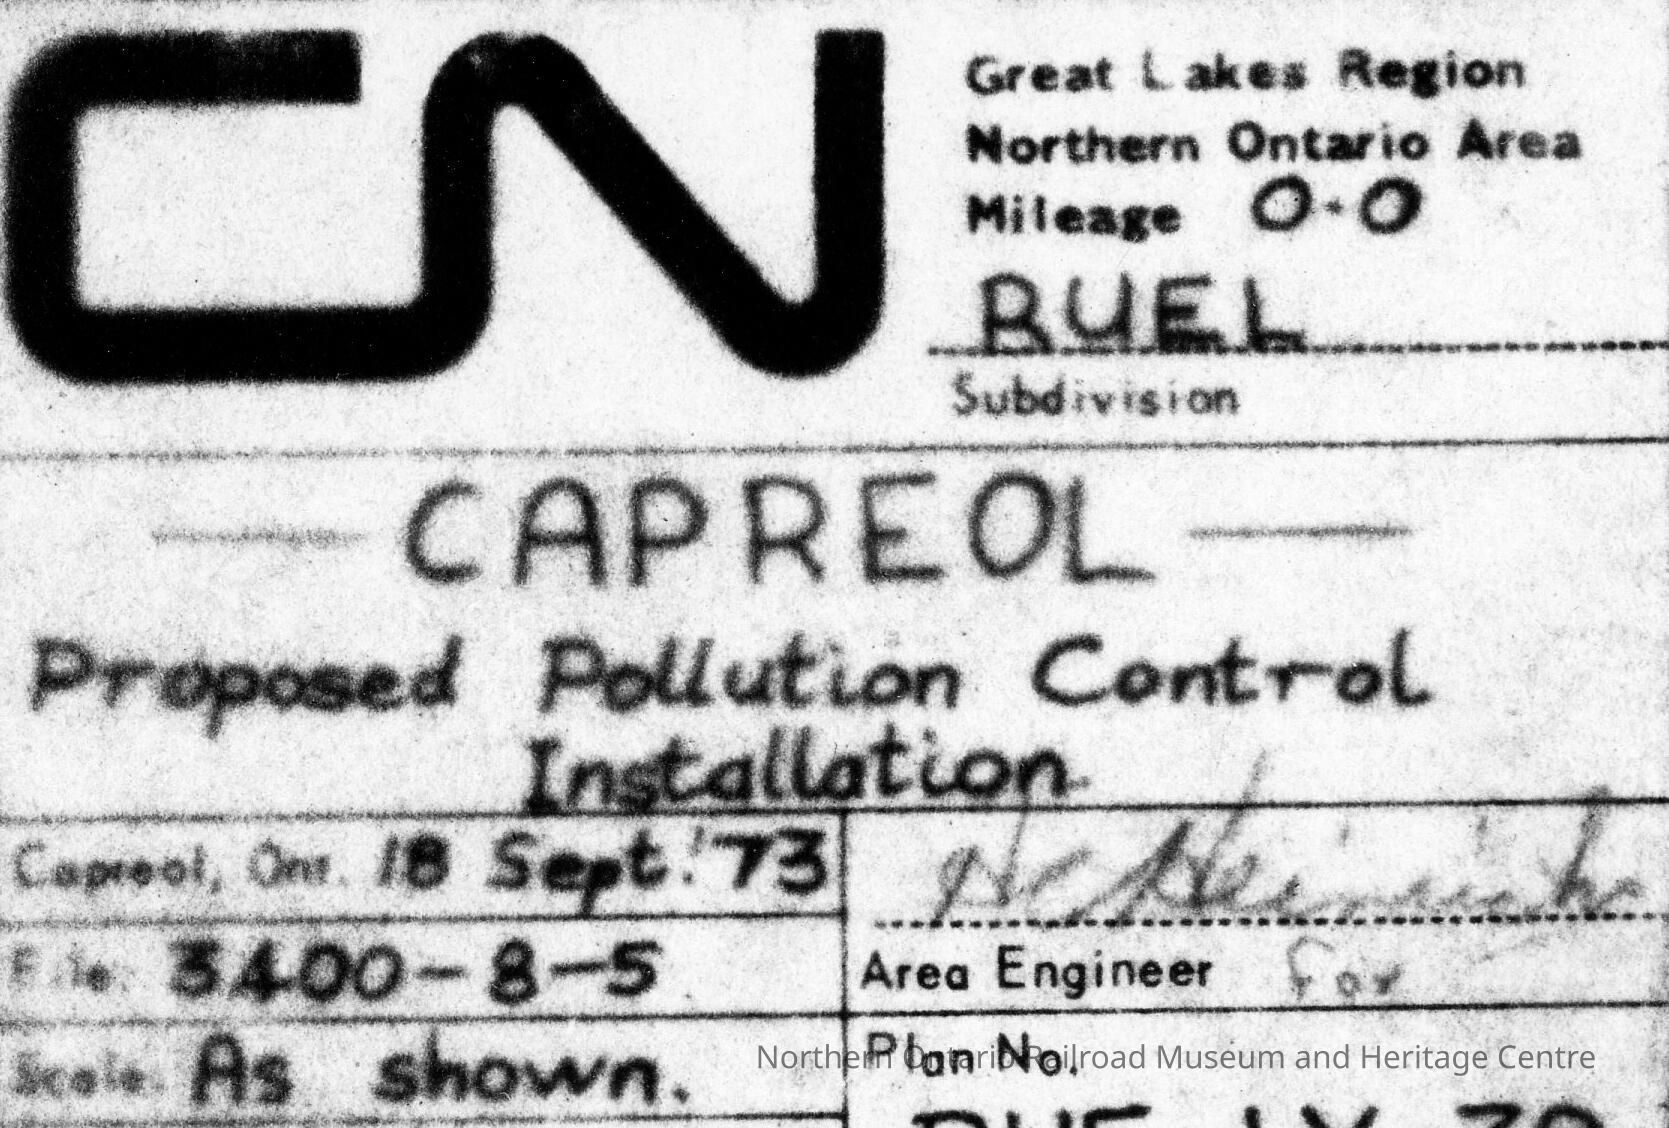 CN
Great Lakes Region
Northern Ontario Area
Mileage 0.0
RUEL
Subdivision
— CAPREOL —
Proposed Pollution Control
Installation
Capreol, Ont. 18 Sept. '73
File: 3400-8-5
Scale: As shown.
Area Engineer For
Plan No.
Northern Ontario Railroad Museum and Heritage Centre